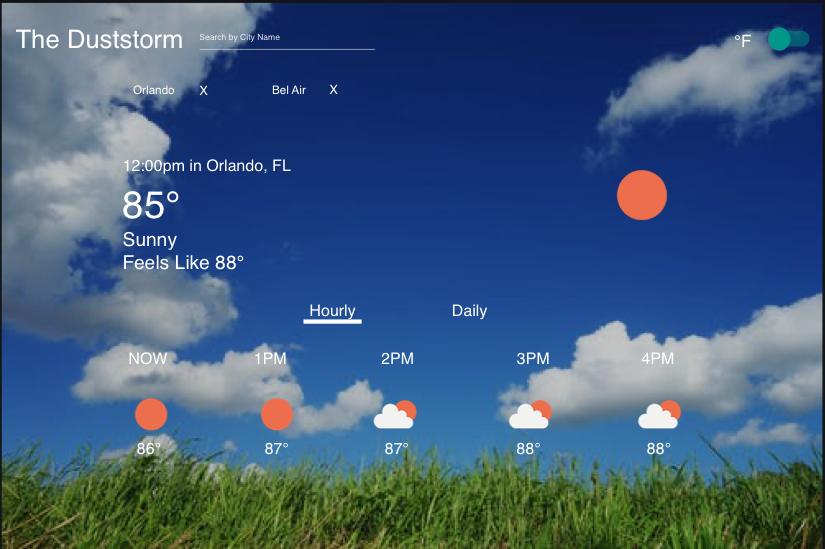 The Duststorm
Search by City Name
°F
Orlando X Bel Air X
12:00pm in Orlando, FL
85°
Sunny
Feels Like 88°
Hourly Daily
NOW 1PM 2PM 3PM 4PM
86° 87° 87° 88° 88°